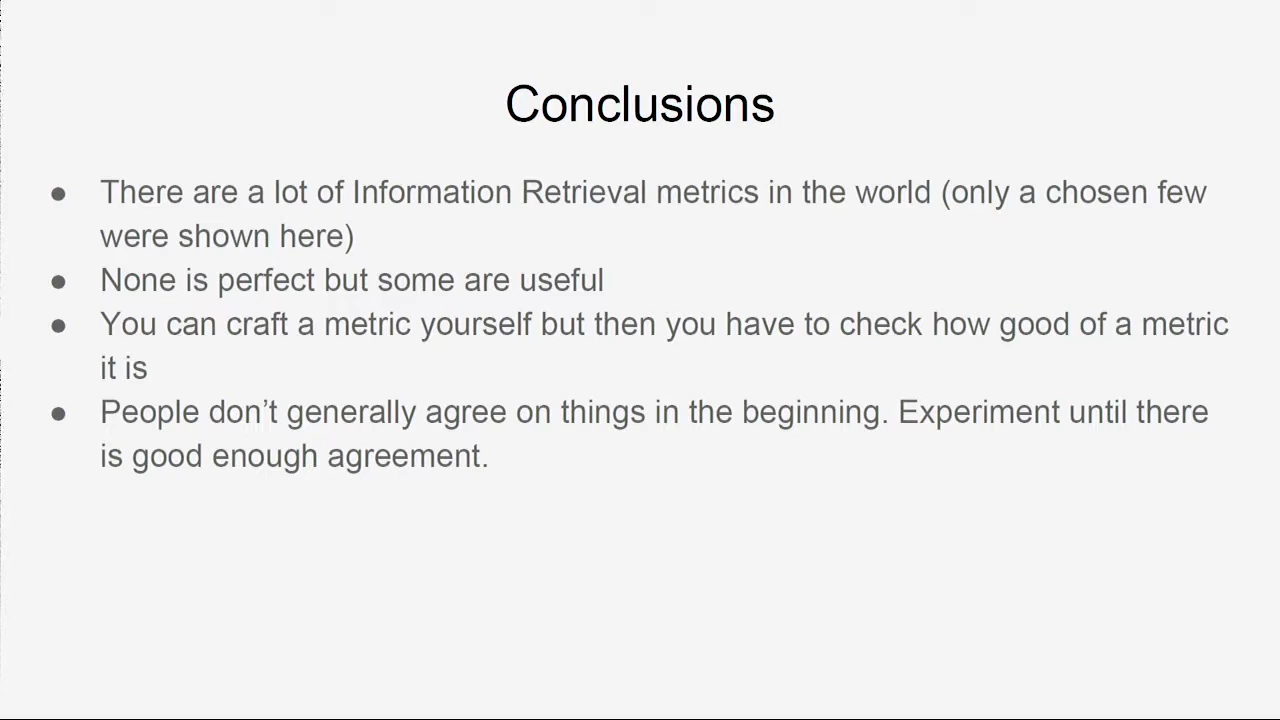 Conclusions
● There are a lot of Information Retrieval metrics in the world (only a chosen few
were shown here)
● None is perfect but some are useful
● You can craft a metric yourself but then you have to check how good of a metric
it is
● People don’t generally agree on things in the beginning. Experiment until there
is good enough agreement.